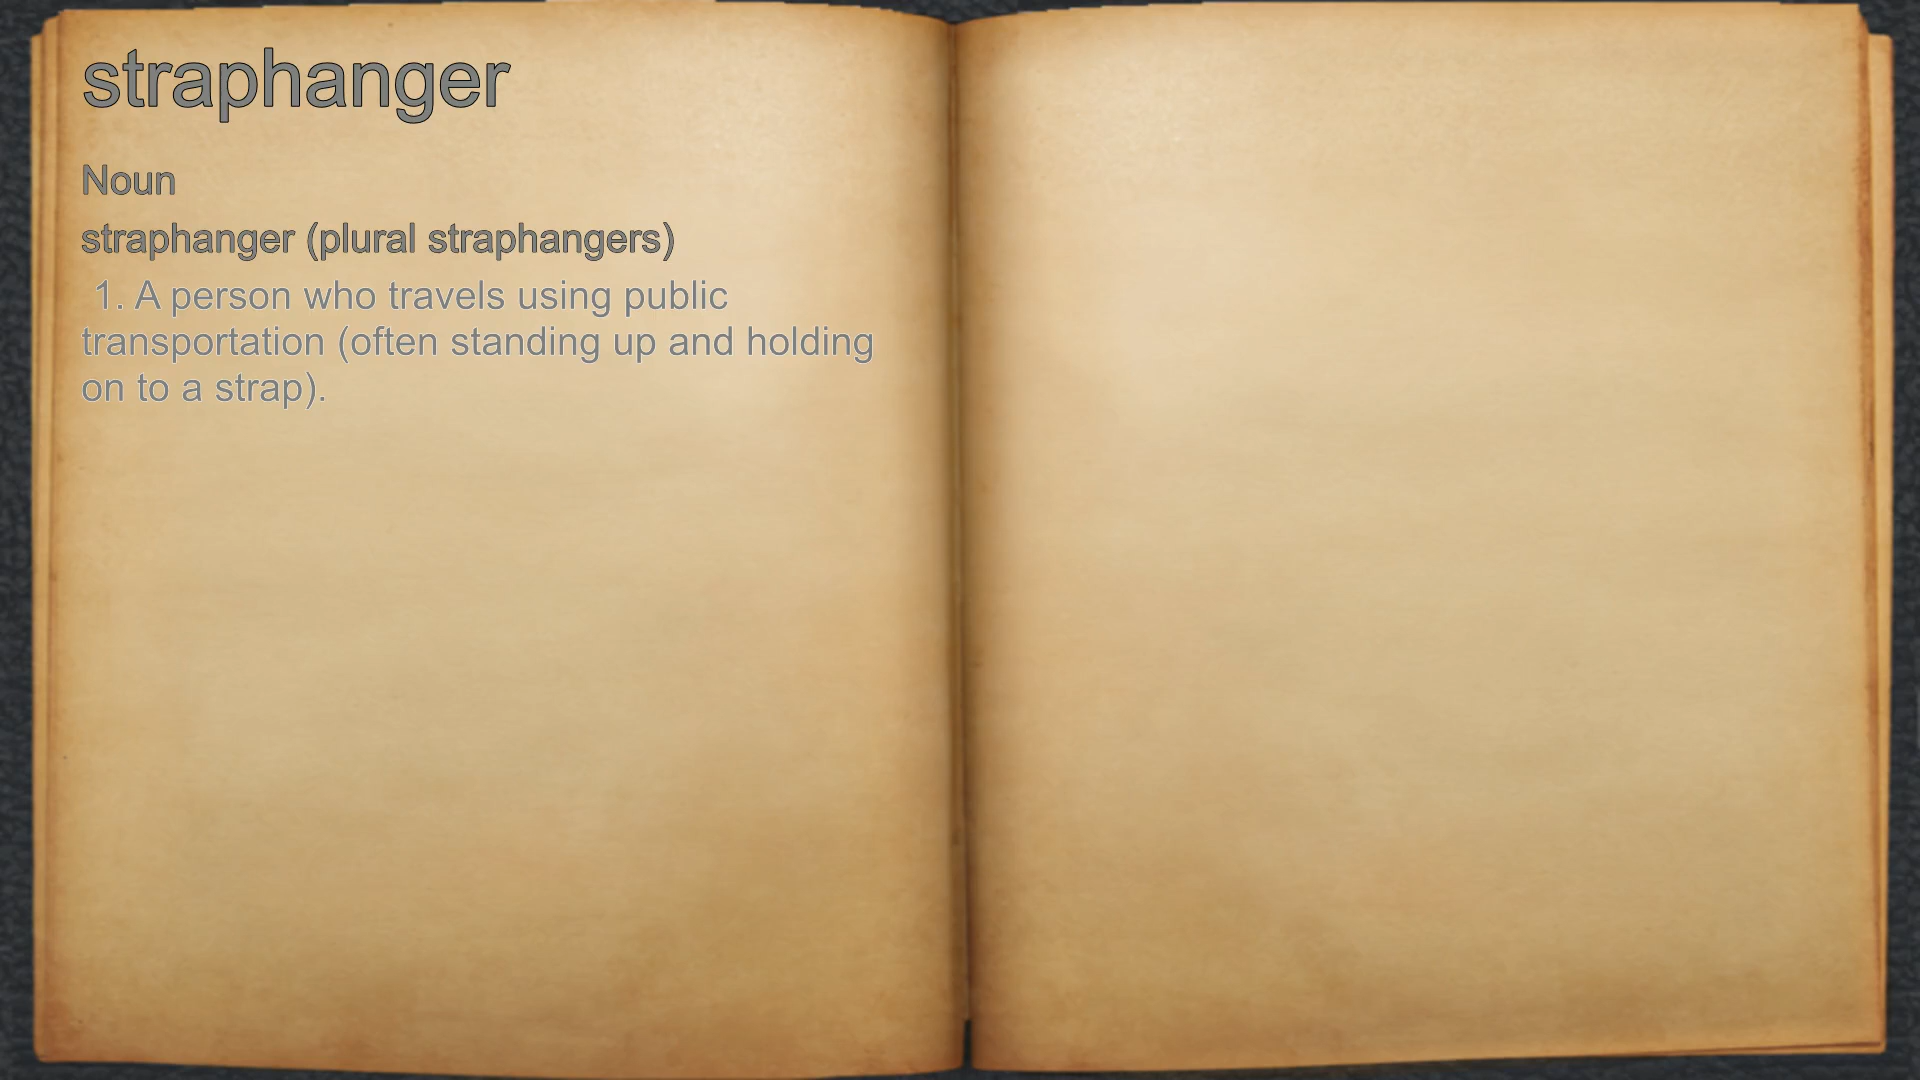 straphanger
Noun
straphanger (plural straphangers)
1. A person who travels using public
transportation (often standing up and holding
on to a strap).